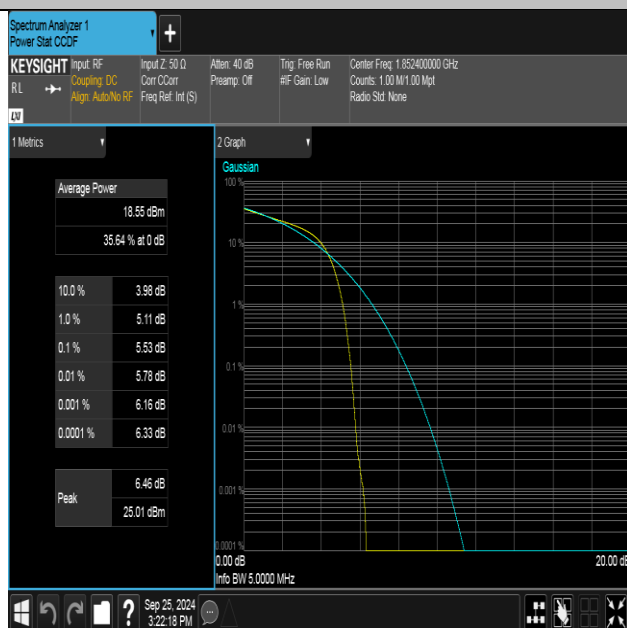 Spectrum Analyzer 1
Power Stat CCDF
KEYSIGHT
RL
LXI
Input: RF
Coupling: DC
Align: Auto/No RF
Input Z: 50 Ω
Corr CCorr
Freq Ref: Int (S)
Atten: 40 dB
Preamp: Off
Trig: Free Run
#IF Gain: Low
Center Freq: 1.852400000 GHz
Counts: 1.00 M/1.00 Mpt
Radio Std: None
1 Metrics
Average Power
18.55 dBm
35.64 % at 0 dB
10.0 % 3.98 dB
1.0 % 5.11 dB
0.1 % 5.53 dB
0.01 % 5.78 dB
0.001 % 6.16 dB
0.0001 % 6.33 dB
Peak
6.46 dB
25.01 dBm
2 Graph
Gaussian
100 %
10 %
1 %
0.1 %
0.01 %
0.001 %
0.0001 %
0.00 dB
20.00 dB
Info BW 5.0000 MHz
?
Sep 25, 2024
3:22:18 PM